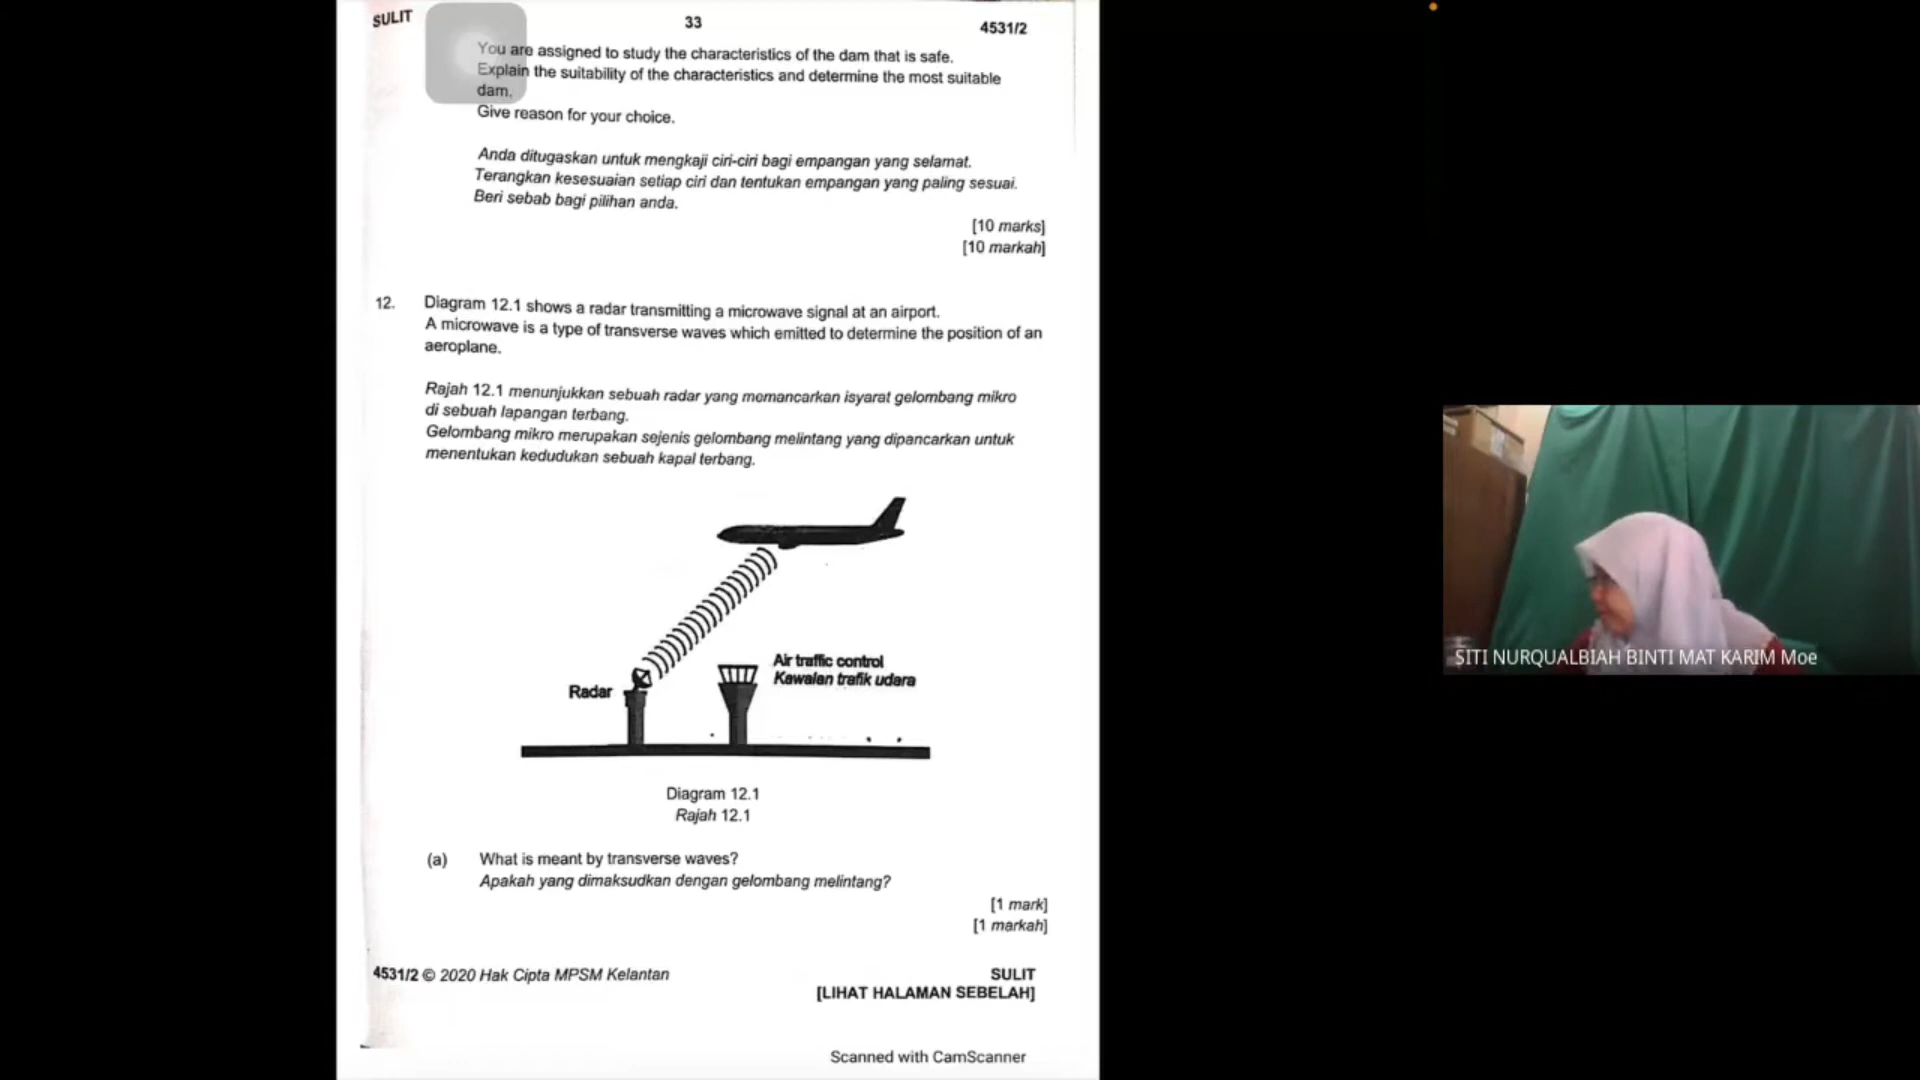 SULIT
33
4531/2
You are assigned to study the characteristics of the dam that is safe.
Explain the suitability of the characteristics and determine the most suitable
dam.
Give reason for your choice.
Anda ditugaskan untuk mengkaji ciri-ciri bagi empangan yang selamat.
Terangkan kesesuaian setiap ciri dan tentukan empangan yang paling sesuai.
Beri sebab bagi pilihan anda.
[10 marks]
[10 markah]
12. Diagram 12.1 shows a radar transmitting a microwave signal at an airport.
A microwave is a type of transverse waves which emitted to determine the position of an
aeroplane.
Rajah 12.1 menunjukkan sebuah radar yang memancarkan isyarat gelombang mikro
di sebuah lapangan terbang.
Gelombang mikro merupakan sejenis gelombang melintang yang dipancarkan untuk
menentukan kedudukan sebuah kapal terbang.
Air traffic control
Kawalan trafik udara
Radar
Diagram 12.1
Rajah 12.1
(a) What is meant by transverse waves?
Apakah yang dimaksudkan dengan gelombang melintang?
[1 mark]
[1 markah]
4531/2 © 2020 Hak Cipta MPSM Kelantan
SULIT
[LIHAT HALAMAN SEBELAH]
Scanned with CamScanner
SITI NURQUALBIAH BINTI MAT KARIM Moe